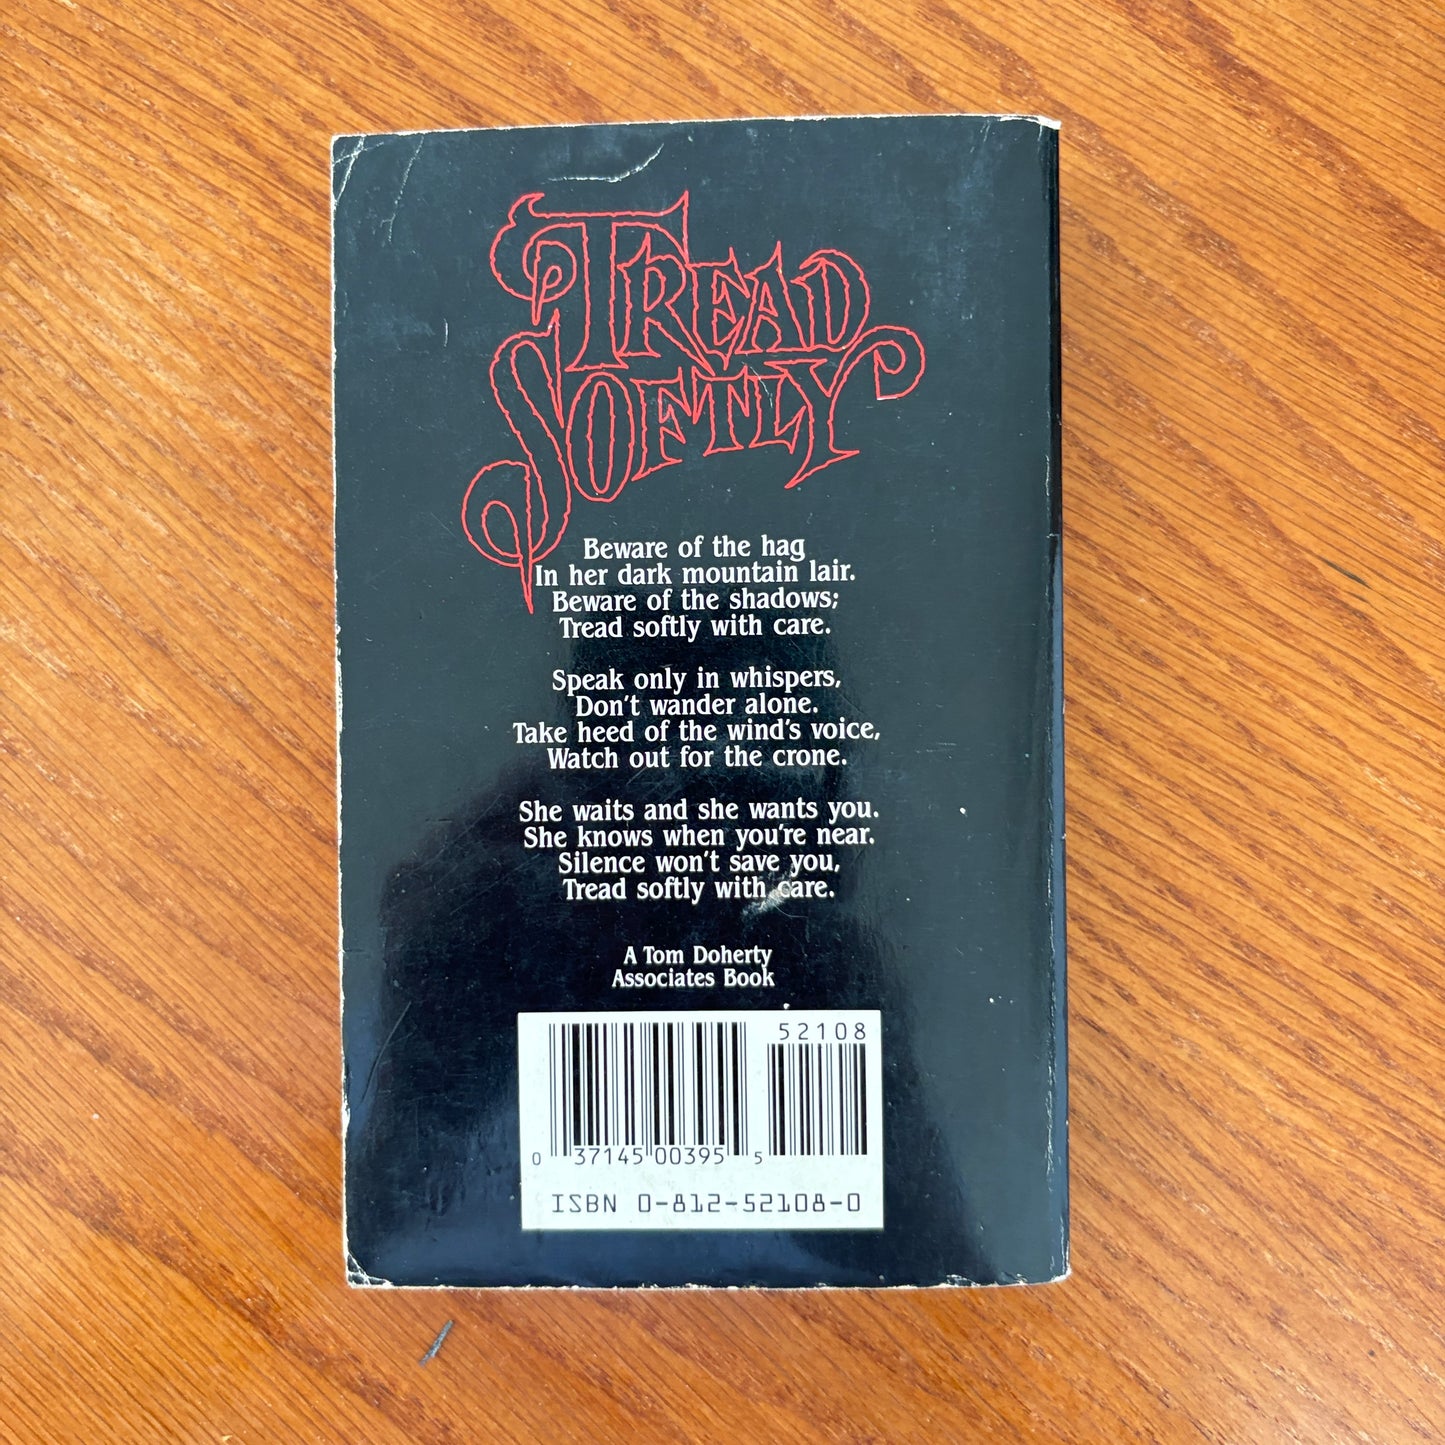 TREAD
SOFTLY
Beware of the hag
In her dark mountain lair.
Beware of the shadows;
Tread softly with care.
Speak only in whispers,
Don't wander alone.
Take heed of the wind's voice,
Watch out for the crone.
She waits and she wants you.
She knows when you're near.
Silence won't save you,
Tread softly with care.
A Tom Doherty
Associates Book
52108
0 37145 00395 5
ISBN 0-812-52108-0